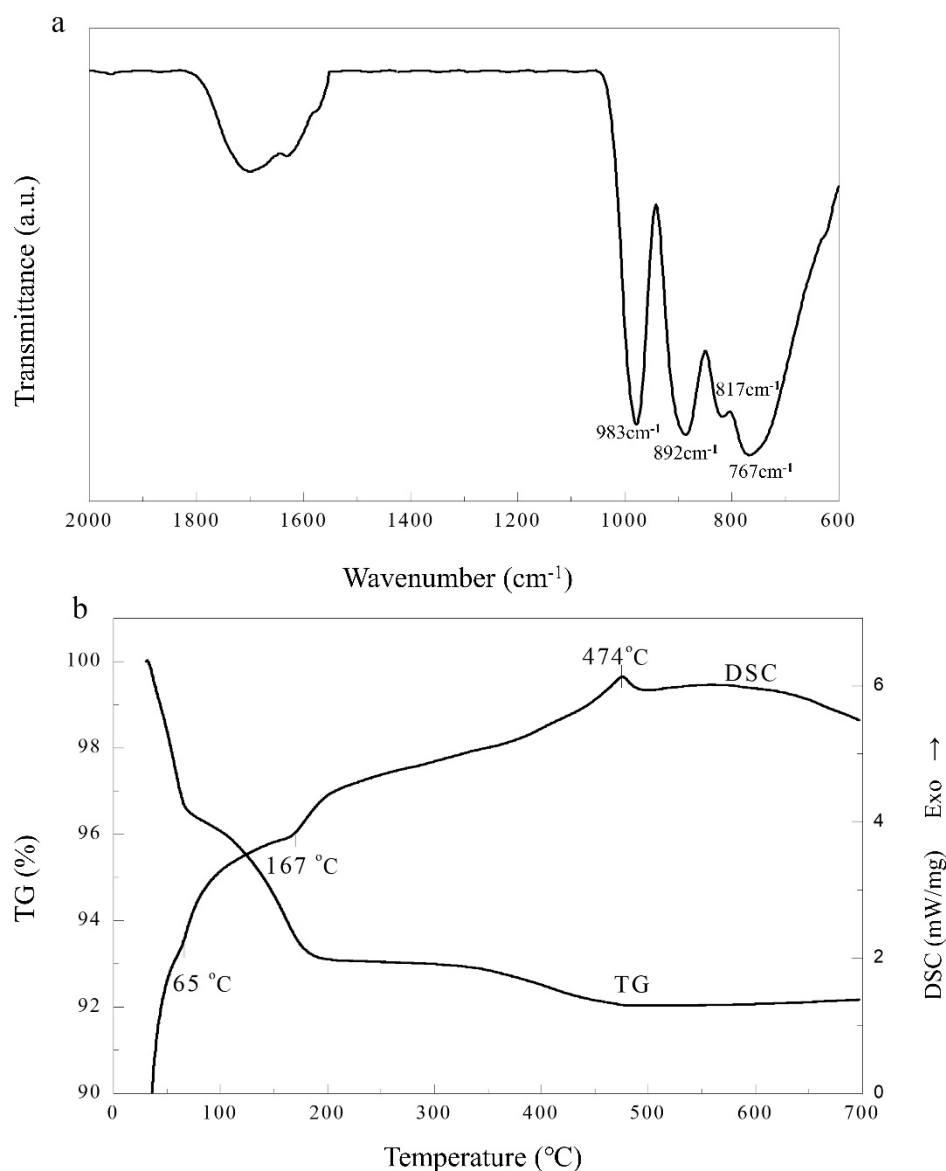 a
Transmittance (a.u.)
817cm⁻¹
983cm⁻¹
892cm⁻¹
767cm⁻¹
2000 1800 1600 1400 1200 1000 800 600
Wavenumber (cm⁻¹)
b
100
98
96
94
92
90
TG (%)
474°C
DSC
167 °C
65 °C
TG
6
4
2
0
DSC (mW/mg) Exo →
0 100 200 300 400 500 600 700
Temperature (℃)